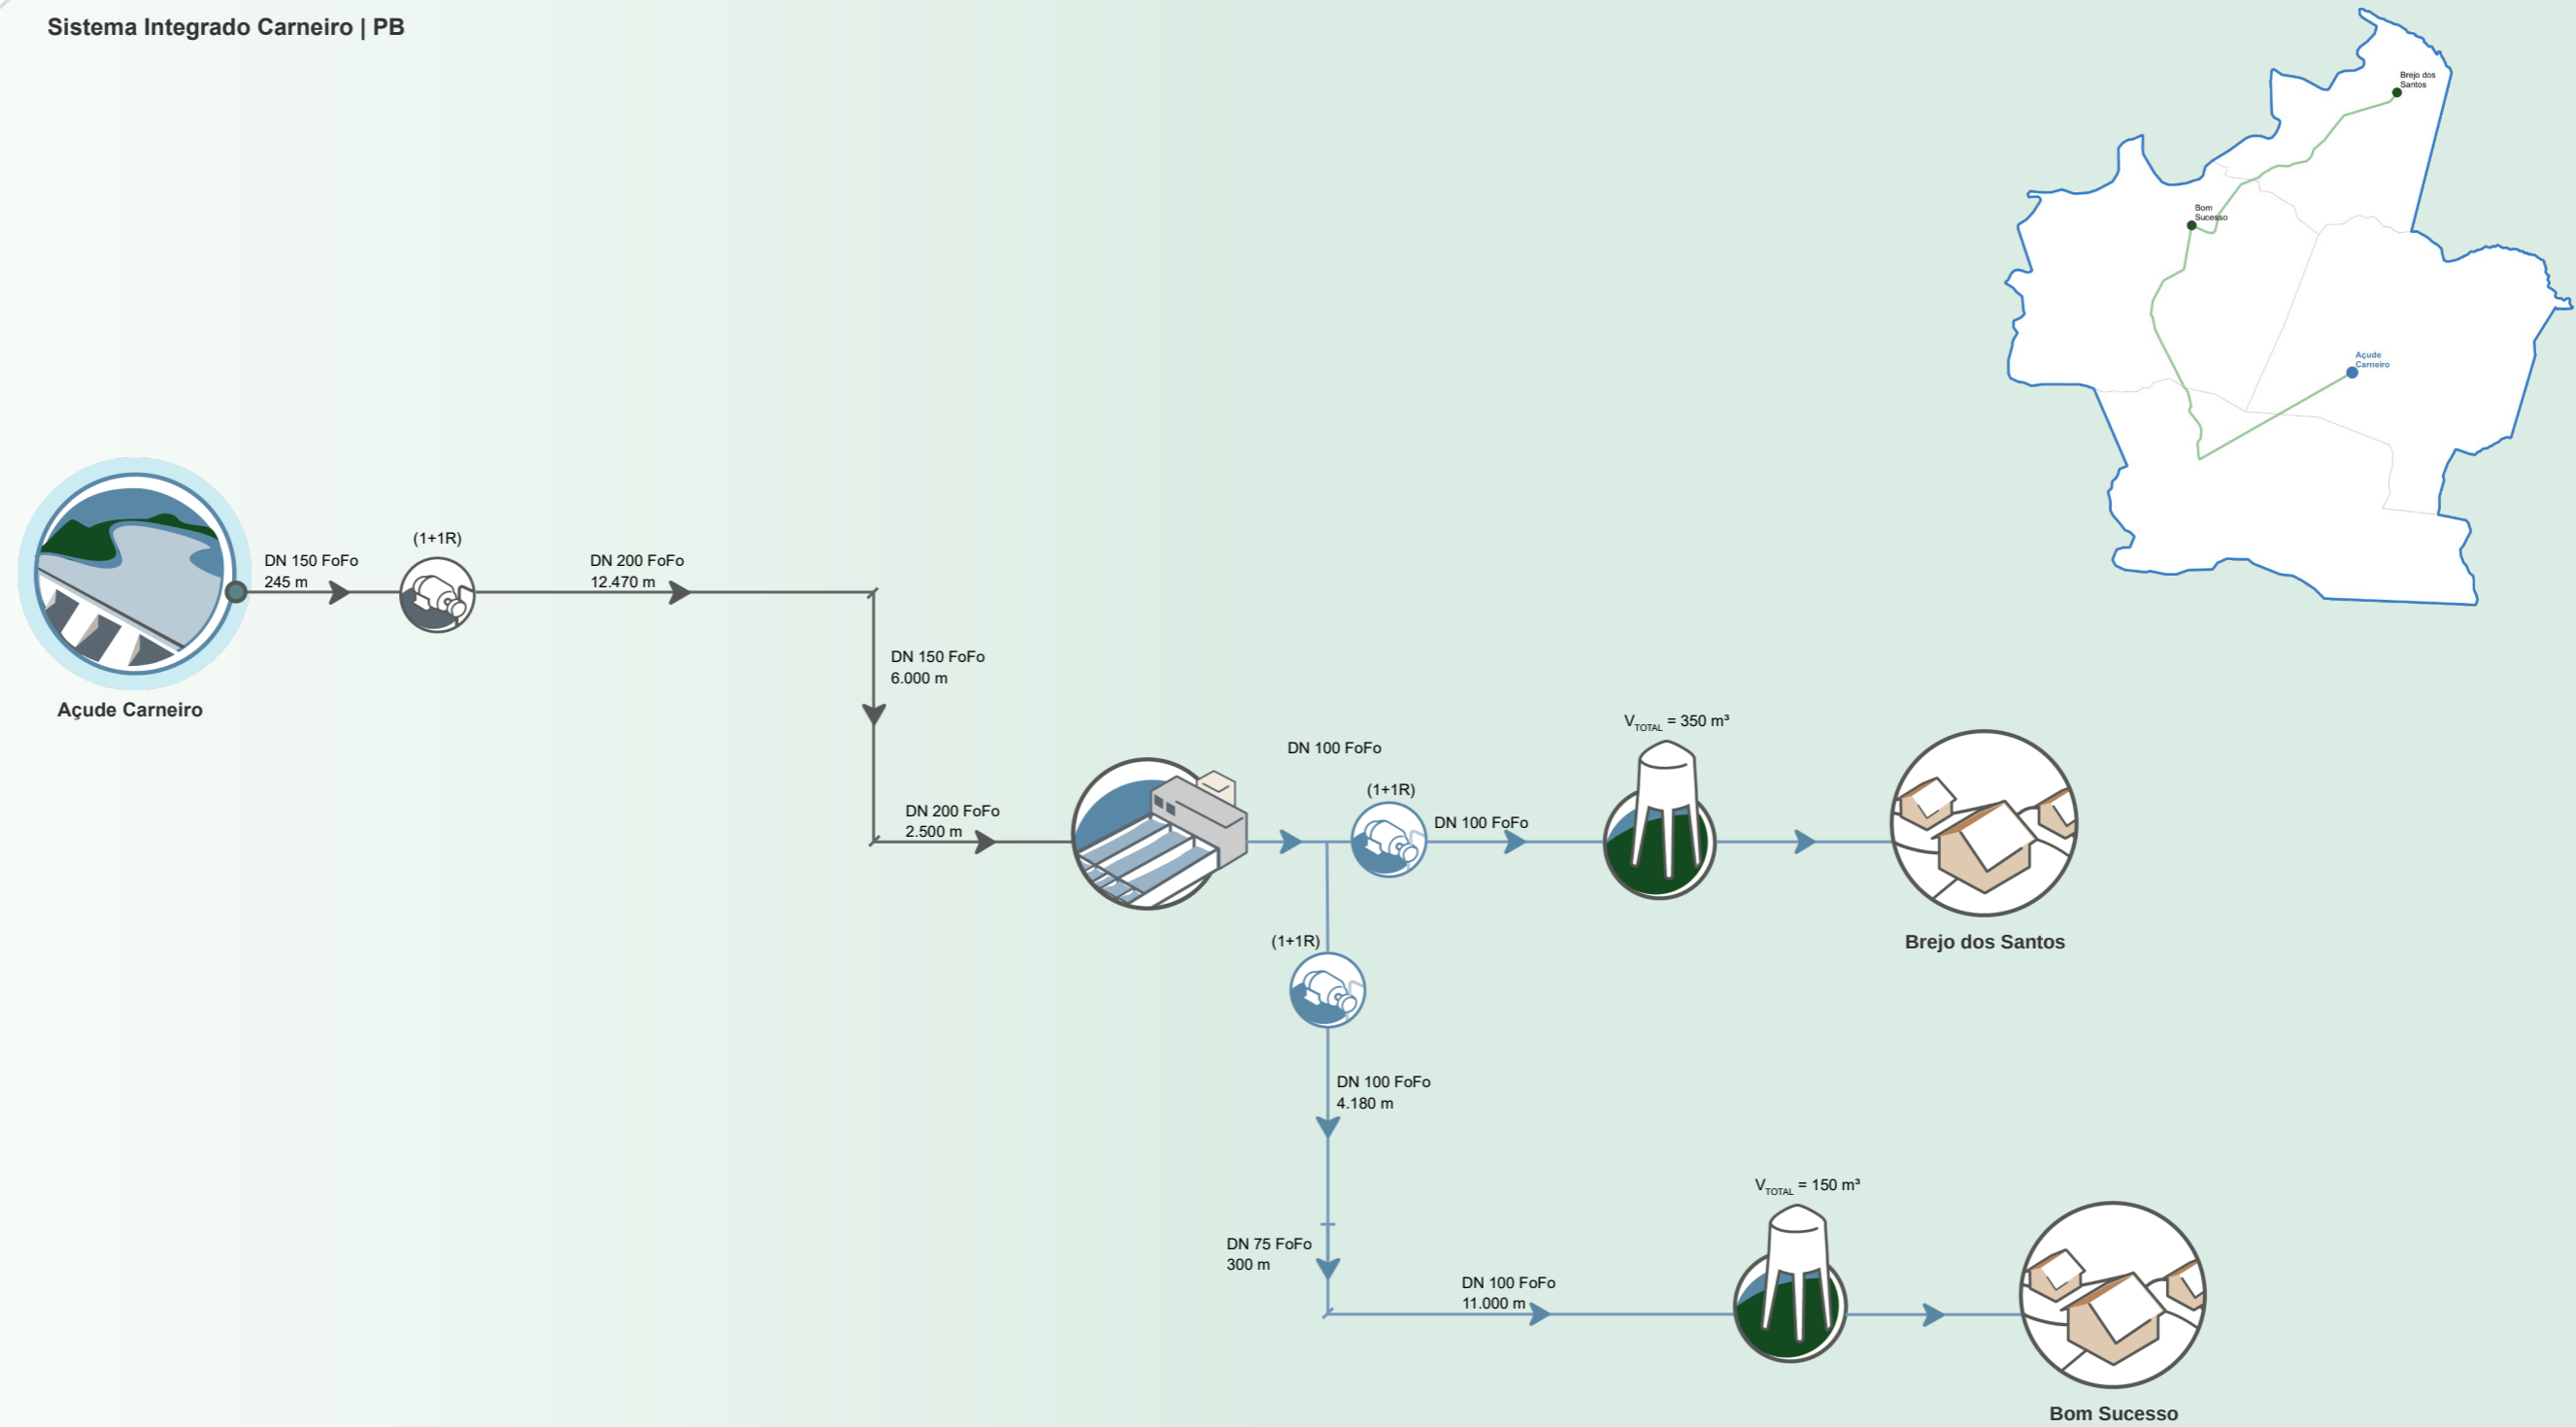 Sistema Integrado Carneiro | PB
Brejo dos
Santos
Bom
Sucesso
Açude
Carneiro
(1+1R)
DN 150 FoFo
245 m
DN 200 FoFo
12.470 m
DN 150 FoFo
6.000 m
Açude Carneiro
V_TOTAL = 350 m³
DN 100 FoFo
(1+1R)
DN 200 FoFo
2.500 m
DN 100 FoFo
Brejo dos Santos
(1+1R)
DN 100 FoFo
4.180 m
V_TOTAL = 150 m³
DN 75 FoFo
300 m
DN 100 FoFo
11.000 m
Bom Sucesso